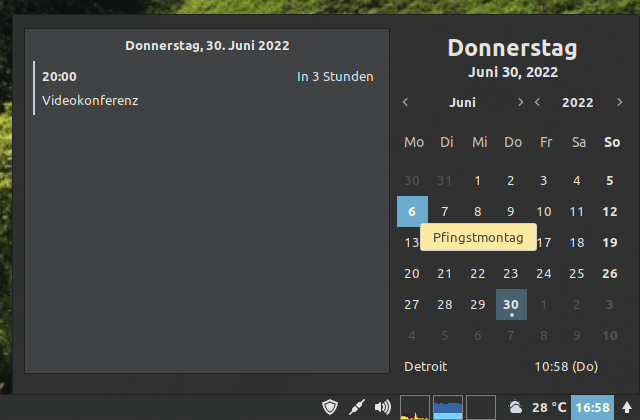 Donnerstag, 30. Juni 2022
20:00 In 3 Stunden
Videokonferenz
Donnerstag
Juni 30, 2022
‹ Juni › ‹ 2022 ›
Mo Di Mi Do Fr Sa So
30 31 1 2 3 4 5
6 7 8 9 10 11 12
Pfingstmontag
13 17 18 19
20 21 22 23 24 25 26
27 28 29 30 1 2 3
4 5 6 7 8 9 10
Detroit 10:58 (Do)
28 °C 16:58